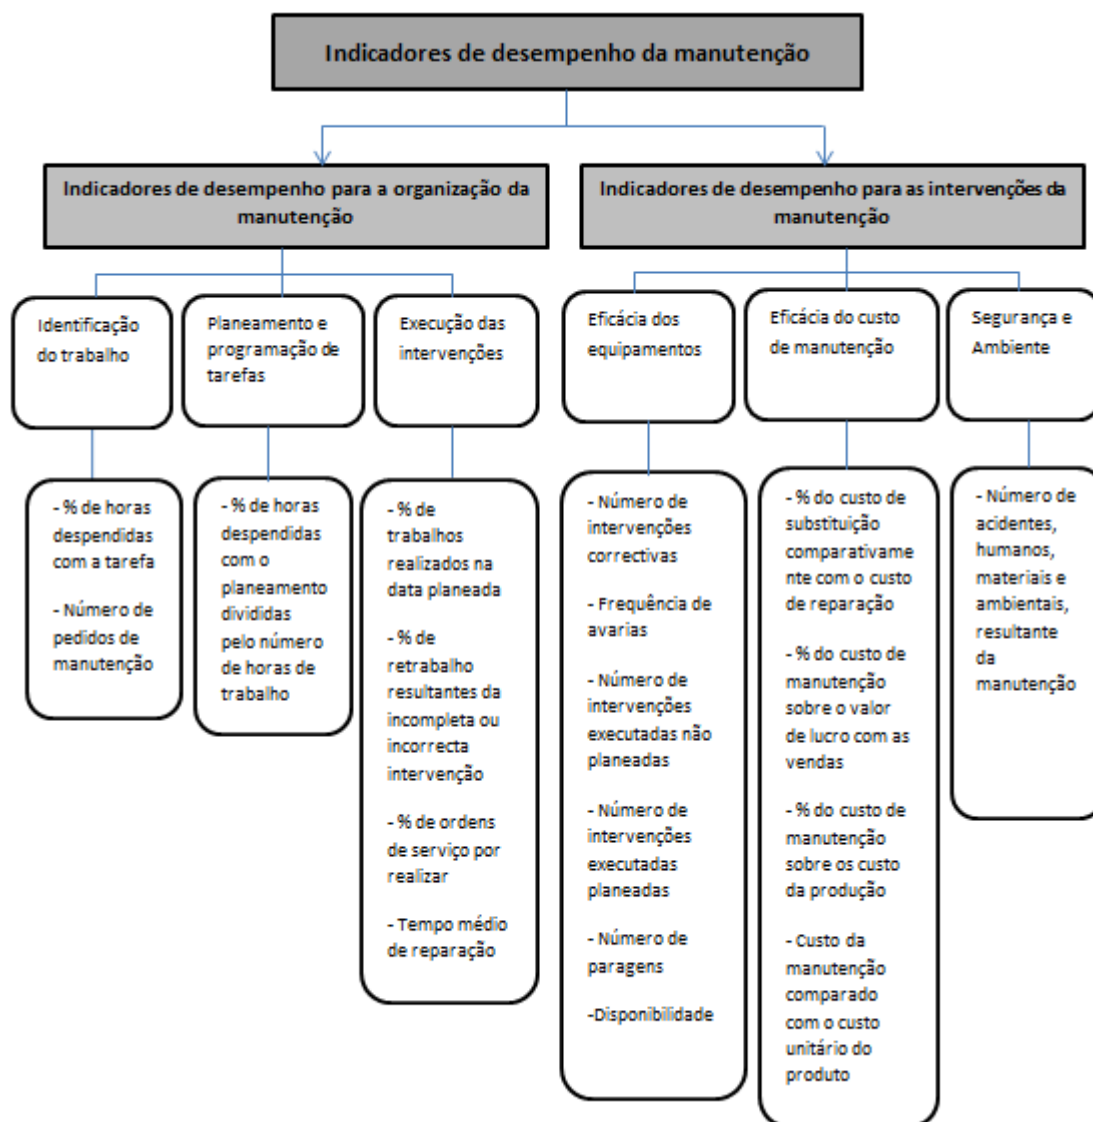 Indicadores de desempenho da manutenção
Indicadores de desempenho para a organização da
manutenção
Indicadores de desempenho para as intervenções da
manutenção
Identificação
do trabalho
Planeamento e
programação de
tarefas
Execução das
intervenções
Eficácia dos
equipamentos
Eficácia do custo
de manutenção
Segurança e
Ambiente
- % de horas
despendidas
com a tarefa
- Número de
pedidos de
manutenção
- % de horas
despendidas
com o
planeamento
divididas
pelo número
de horas de
trabalho
- % de
trabalhos
realizados na
data planeada
- % de
retrabalho
resultantes da
incompleta ou
incorrecta
intervenção
- % de ordens
de serviço por
realizar
- Tempo médio
de reparação
- Número de
intervenções
correctivas
- Frequência de
avarias
- Número de
intervenções
executadas não
planeadas
- Número de
intervenções
executadas
planeadas
- Número de
paragens
-Disponibilidade
- % do custo de
substituição
comparativame
nte com o custo
de reparação
- % do custo de
manutenção
sobre o valor
de lucro com as
vendas
- % do custo de
manutenção
sobre os custo
da produção
- Custo da
manutenção
comparado
com o custo
unitário do
produto
- Número de
acidentes,
humanos,
materiais e
ambientais,
resultante
da
manutenção